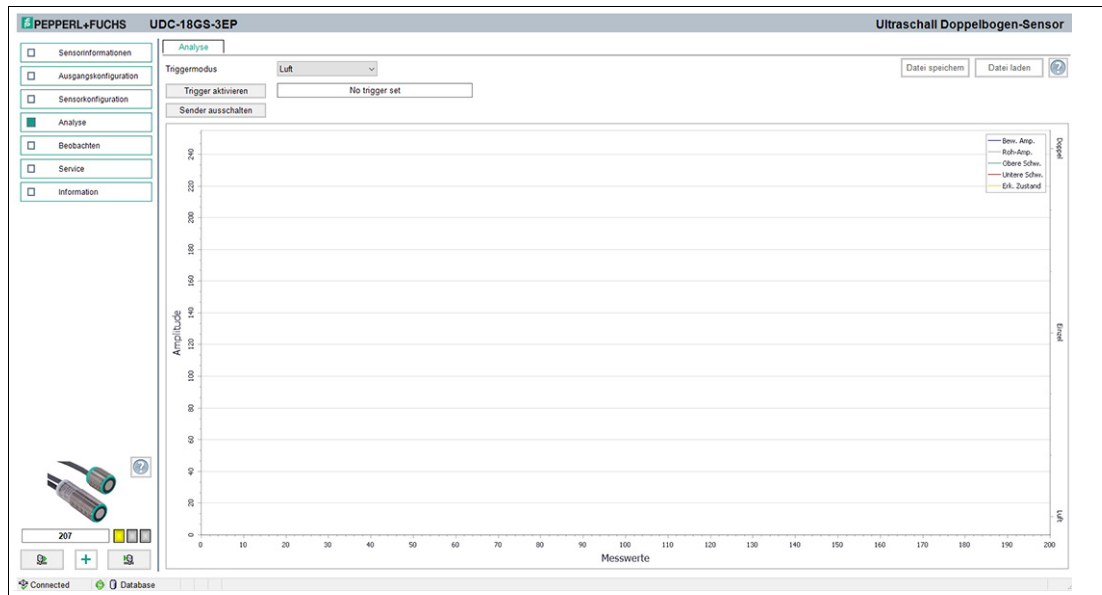 PEPPERL+FUCHS UDC-18GS-3EP Ultraschall Doppelbogen-Sensor
Sensorinformationen
Ausgangskonfiguration
Sensorkonfiguration
Analyse
Beobachten
Service
Information
207
Connected Database
Analyse
Triggermodus Luft Datei speichern Datei laden ?
Trigger aktivieren No trigger set
Sender ausschalten
Bew. Amp.
Roh-Amp.
Obere Schw.
Untere Schw.
Erk. Zustand
Amplitude
240
220
200
180
160
140
120
100
80
60
40
20
0
Doppel
Einzel
Luft
0 10 20 30 40 50 60 70 80 90 100 110 120 130 140 150 160 170 180 190 200
Messwerte
?